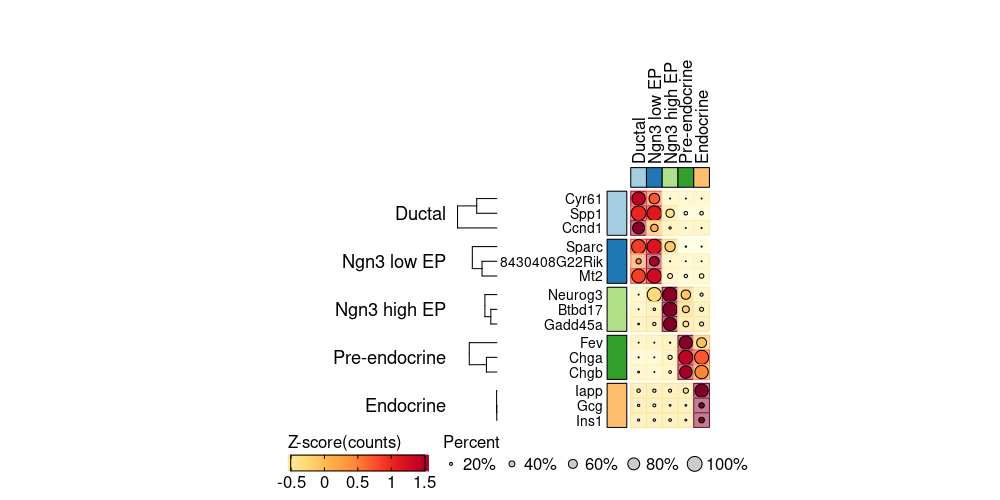 Ductal
Ngn3 low EP
Ngn3 high EP
Pre-endocrine
Endocrine
Ductal
Cyr61
Spp1
Ccnd1
Ngn3 low EP
Sparc
8430408G22Rik
Mt2
Ngn3 high EP
Neurog3
Btbd17
Gadd45a
Pre-endocrine
Fev
Chga
Chgb
Endocrine
Iapp
Gcg
Ins1
Z-score(counts)
-0.5 0 0.5 1 1.5
Percent
20% 40% 60% 80% 100%